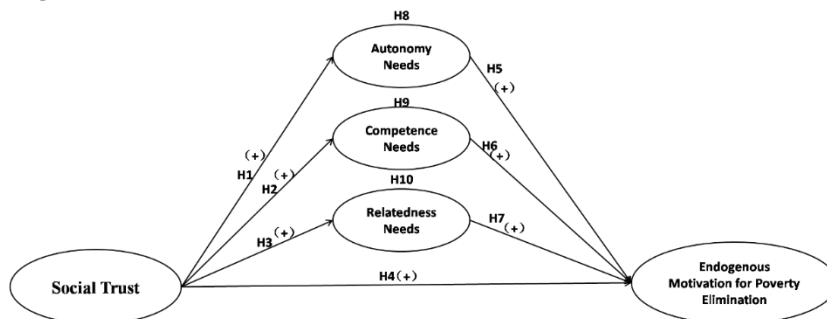 H8
Autonomy
Needs
H5
(+)
H9
Competence
Needs
H6
(+)
(+)
H1
(+)
H2
H10
Relatedness
Needs
H7
(+)
(+)
H3
H4(+)
Social Trust
Endogenous
Motivation for Poverty
Elimination